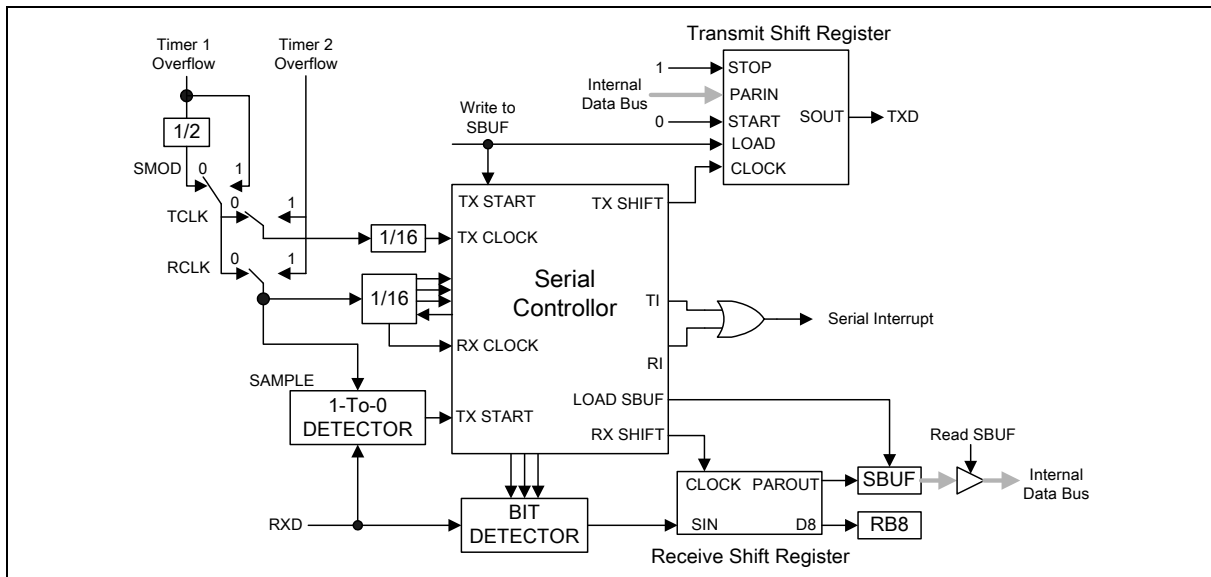 Timer 1
Overflow
Timer 2
Overflow
Transmit Shift Register
1
STOP
Internal
Data Bus
PARIN
0
START
SOUT
TXD
LOAD
CLOCK
Write to
SBUF
1/2
SMOD
0
1
TCLK
0
1
RCLK
0
1
1/16
1/16
TX START
TX SHIFT
TX CLOCK
Serial
Controllor
TI
RI
Serial Interrupt
RX CLOCK
SAMPLE
1-To-0
DETECTOR
TX START
LOAD SBUF
RX SHIFT
Read SBUF
CLOCK
PAROUT
SBUF
Internal
Data Bus
RXD
BIT
DETECTOR
SIN
D8
RB8
Receive Shift Register